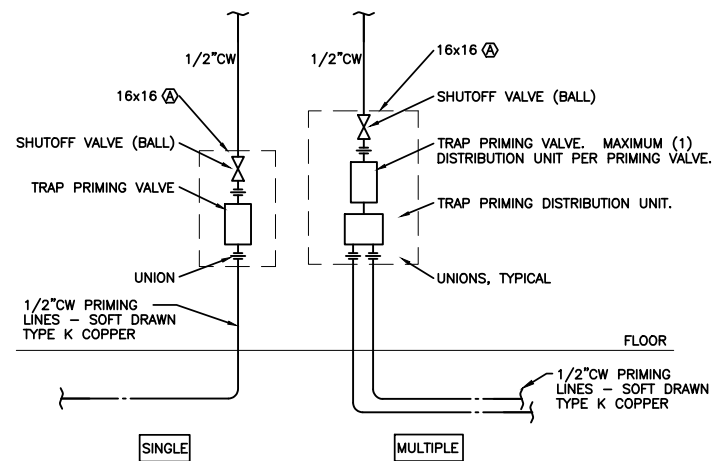 1/2"CW
16x16 A
SHUTOFF VALVE (BALL)
TRAP PRIMING VALVE
UNION
1/2"CW PRIMING
LINES – SOFT DRAWN
TYPE K COPPER
SINGLE
1/2"CW
16x16 A
SHUTOFF VALVE (BALL)
TRAP PRIMING VALVE. MAXIMUM (1)
DISTRIBUTION UNIT PER PRIMING VALVE.
TRAP PRIMING DISTRIBUTION UNIT.
UNIONS, TYPICAL
FLOOR
1/2"CW PRIMING
LINES – SOFT DRAWN
TYPE K COPPER
MULTIPLE